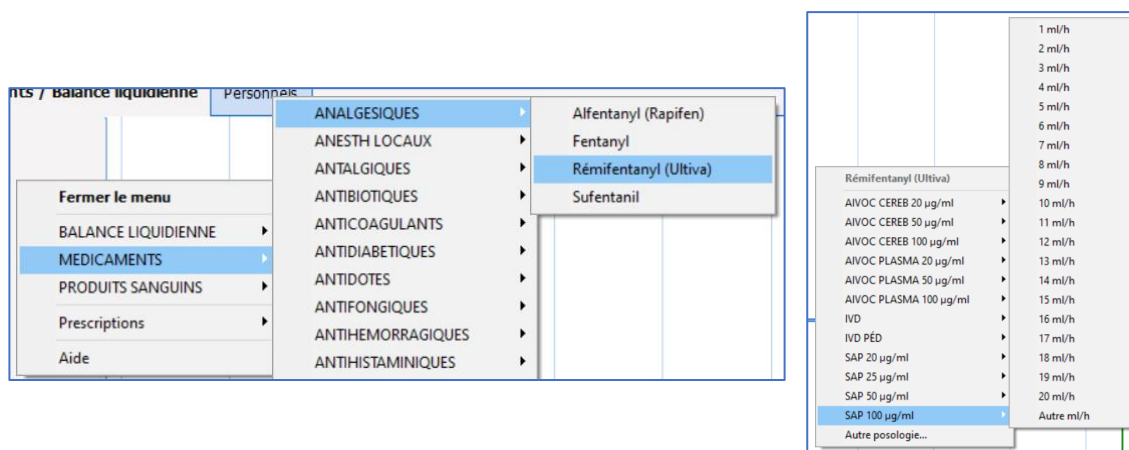 nts / Balance liquidienne
Personnels
Fermer le menu
BALANCE LIQUIDIENNE
MEDICAMENTS
PRODUITS SANGUINS
Prescriptions
Aide
ANALGESIQUES
ANESTH LOCAUX
ANTALGIQUES
ANTIBIOTIQUES
ANTICOAGULANTS
ANTIDIABETIQUES
ANTIDOTES
ANTIFONGIQUES
ANTIHEMORRAGIQUES
ANTIHISTAMINIQUES
Alfentanyl (Rapifen)
Fentanyl
Rémifentanyl (Ultiva)
Sufentanil
Rémifentanyl (Ultiva)
AIVOC CEREB 20 µg/ml
AIVOC CEREB 50 µg/ml
AIVOC CEREB 100 µg/ml
AIVOC PLASMA 20 µg/ml
AIVOC PLASMA 50 µg/ml
AIVOC PLASMA 100 µg/ml
IVD
IVD PÉD
SAP 20 µg/ml
SAP 25 µg/ml
SAP 50 µg/ml
SAP 100 µg/ml
Autre posologie...
1 ml/h
2 ml/h
3 ml/h
4 ml/h
5 ml/h
6 ml/h
7 ml/h
8 ml/h
9 ml/h
10 ml/h
11 ml/h
12 ml/h
13 ml/h
14 ml/h
15 ml/h
16 ml/h
17 ml/h
18 ml/h
19 ml/h
20 ml/h
Autre ml/h